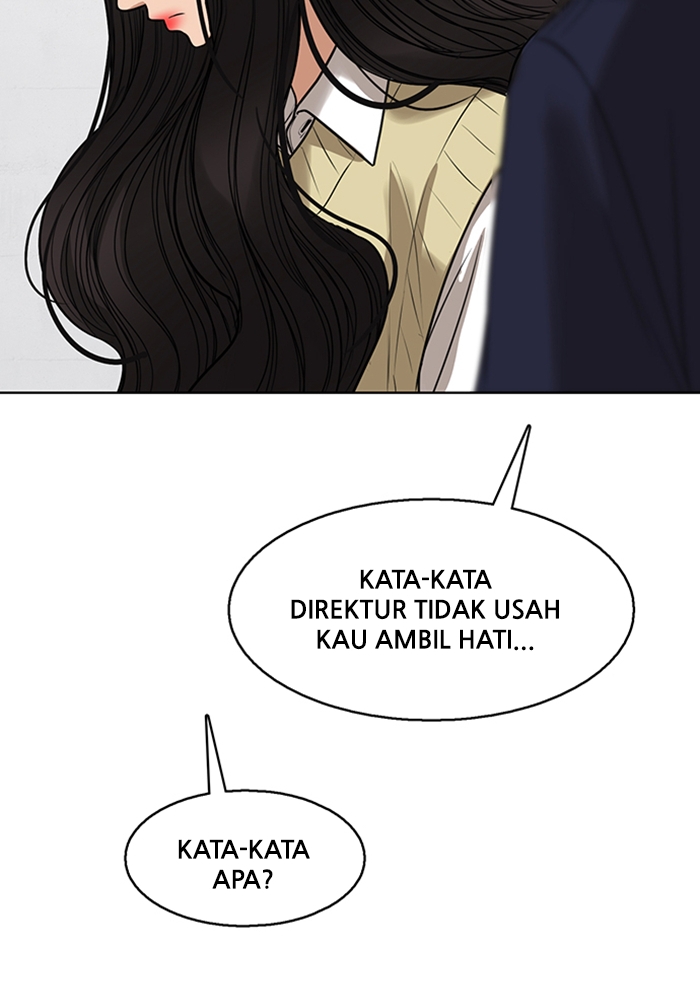 KATA-KATA
DIREKTUR TIDAK USAH
KAU AMBIL HATI...
KATA-KATA
APA?